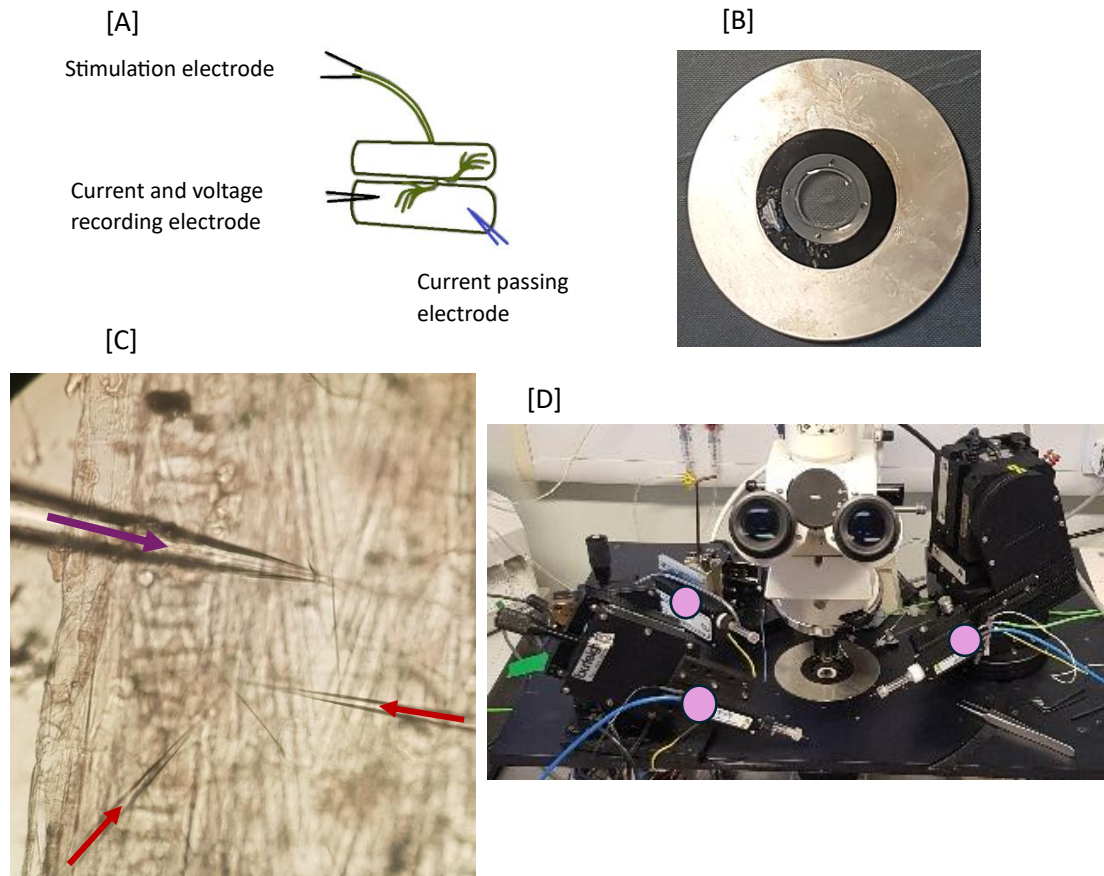 [A]
Stimulation electrode
Current and voltage
recording electrode
Current passing
electrode
[B]
[C]
[D]